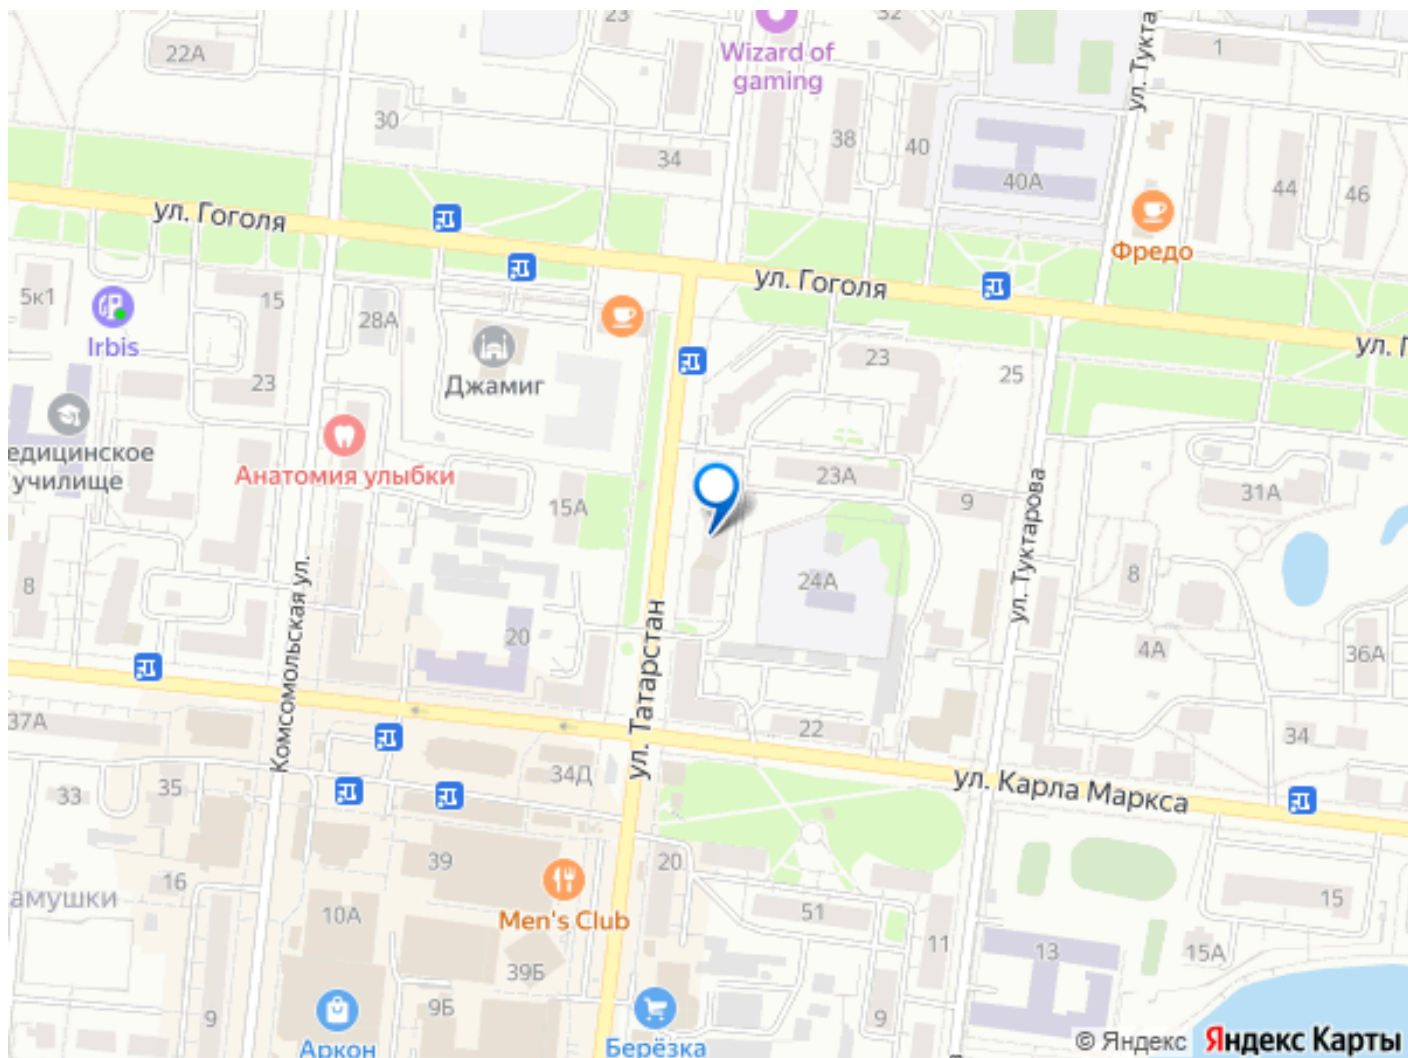 23
32
Wizard of
gaming
22А
1
ул. Тукта
30
34
38
40
40А
44
46
ул. Гоголя
Фредо
ул. Гоголя
5к1
15
28А
Irbis
Джамиг
23
25
ул. Г
23
едицинское
училище
Анатомия улыбки
23А
15А
9
31А
ул. Туктарова
8
Комсомольская ул.
24А
8
20
ул. Татарстан
4А
36А
37А
22
34
34Д
ул. Карла Маркса
33
35
39
20
16
амушки
10А
Men's Club
51
11
15
13
15А
39Б
9
9Б
9
Аркон
Берёзка
© Яндекс Яндекс Карты